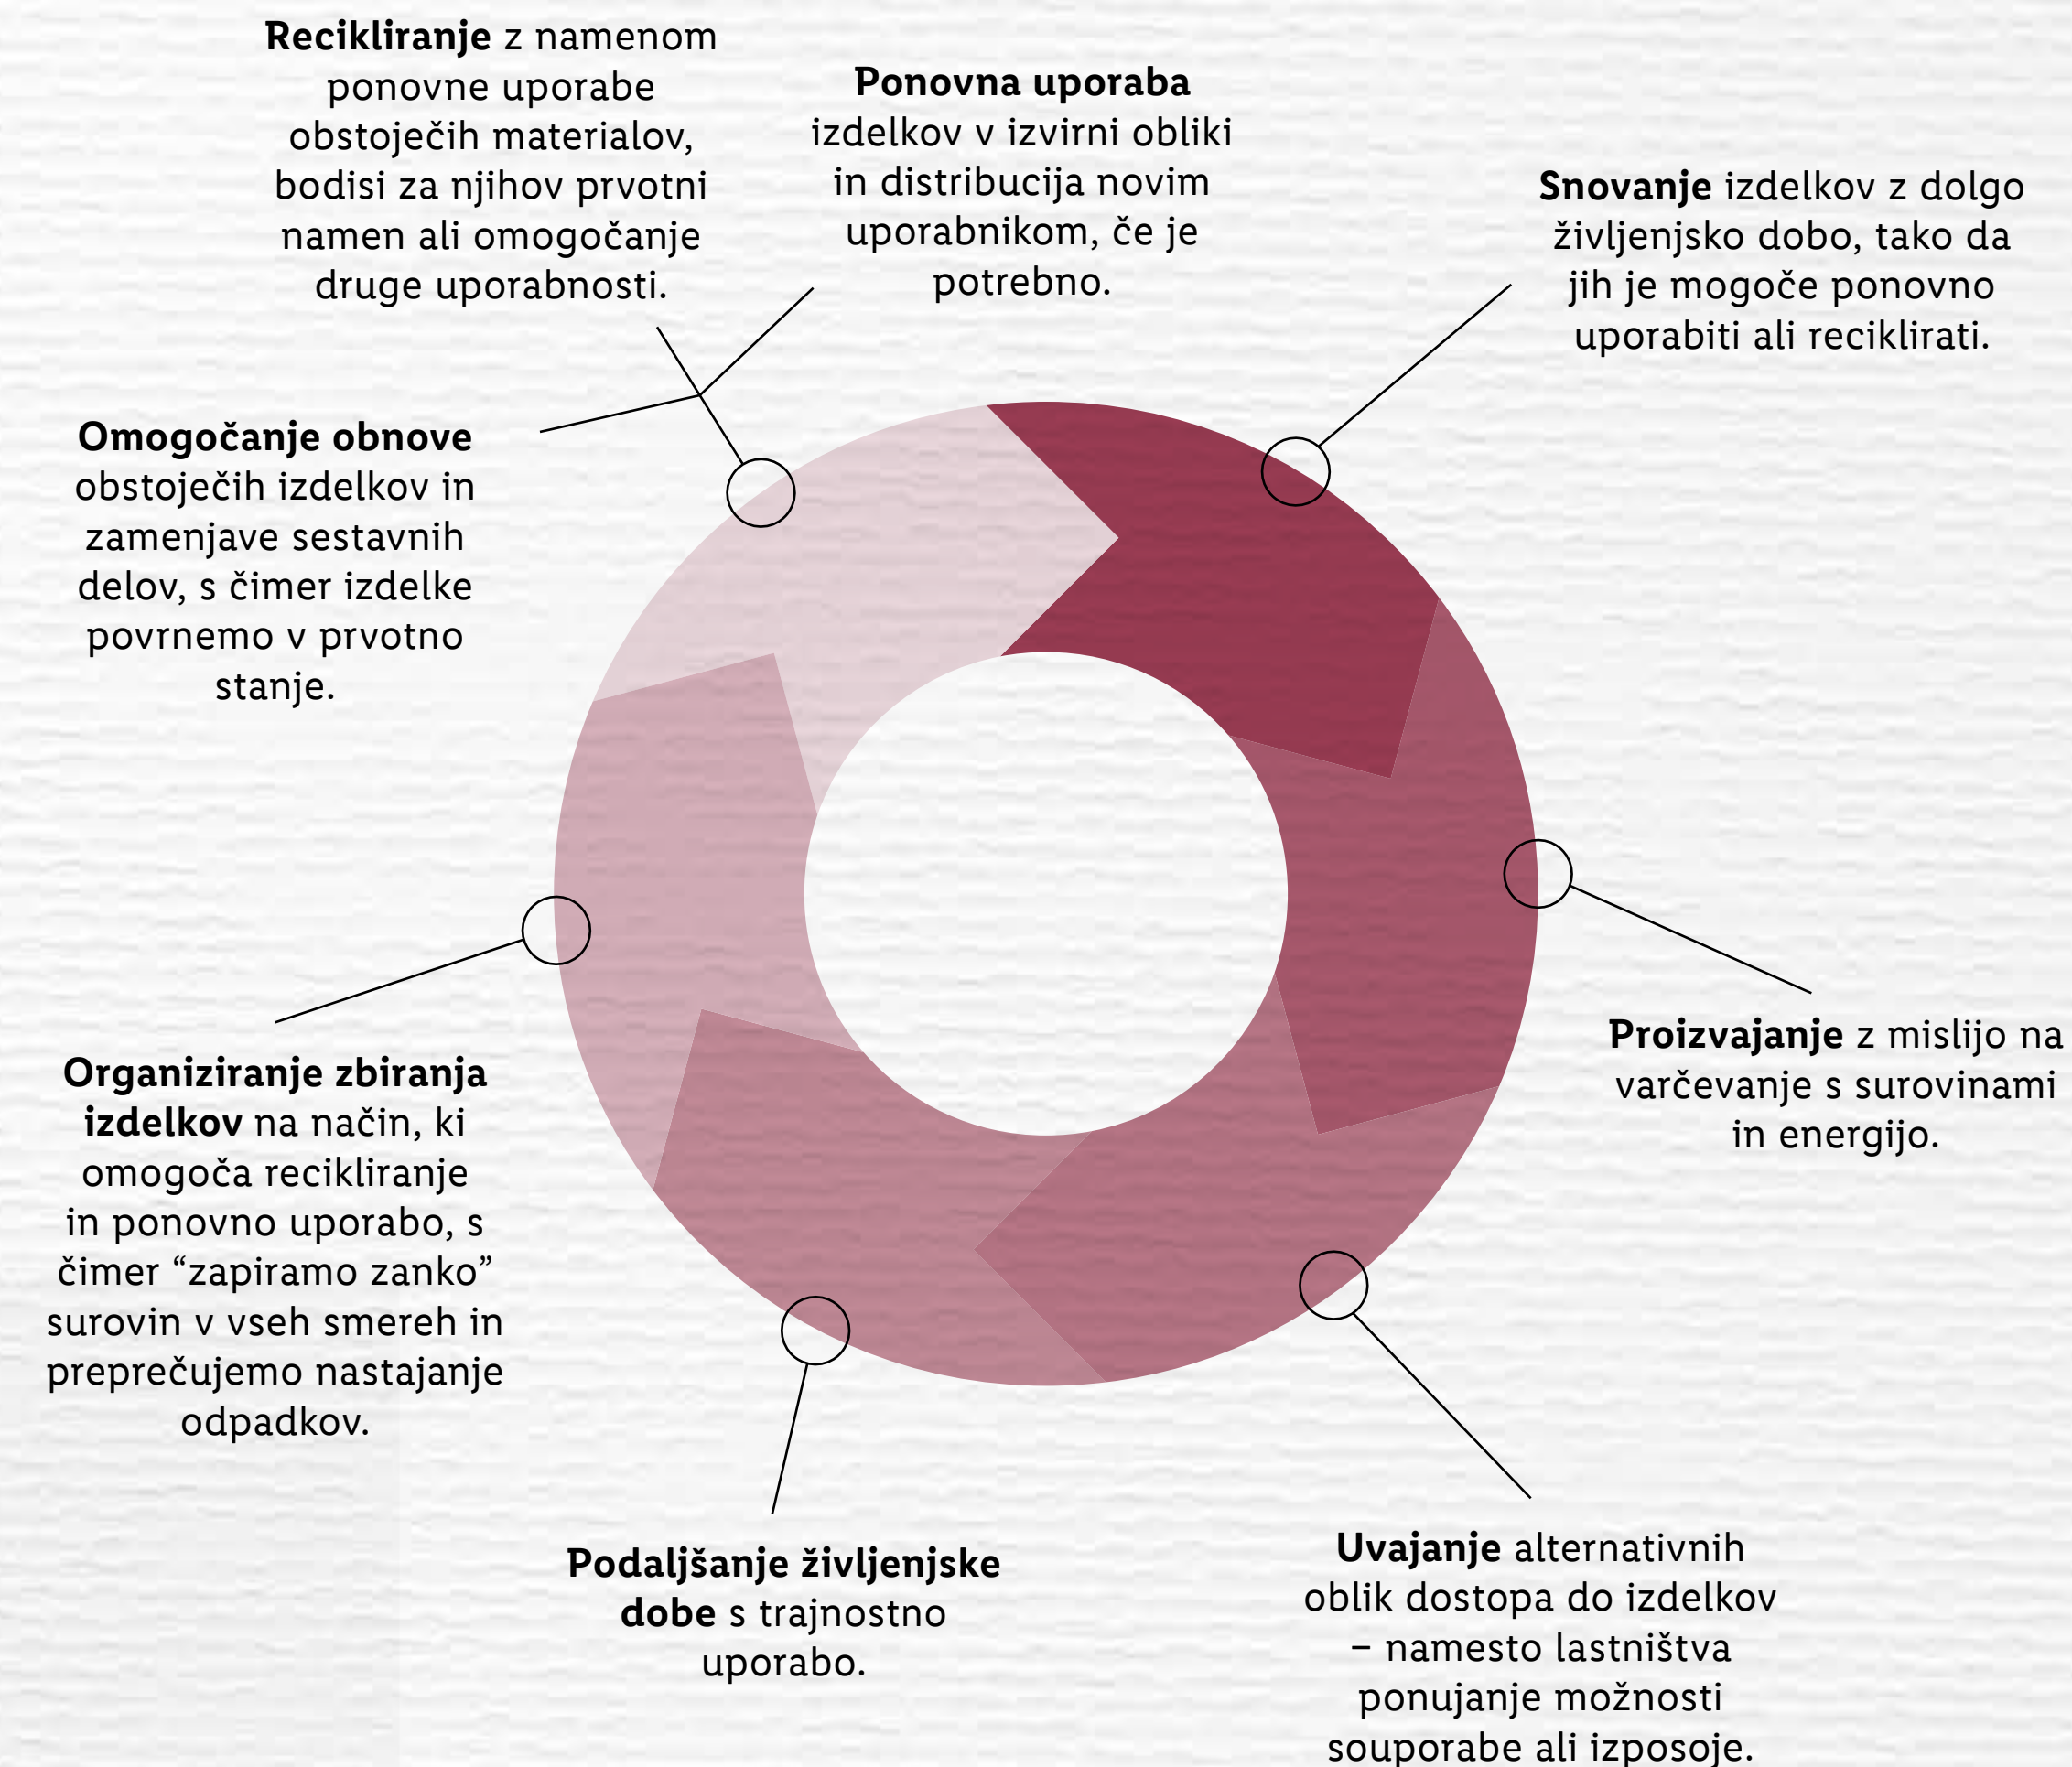 Recikliranje z namenom
ponovne uporabe
obstoječih materialov,
bodisi za njihov prvotni
namen ali omogočanje
druge uporabnosti.
Ponovna uporaba
izdelkov v izvirni obliki
in distribucija novim
uporabnikom, če je
potrebno.
Snovanje izdelkov z dolgo
življenjsko dobo, tako da
jih je mogoče ponovno
uporabiti ali reciklirati.
Omogočanje obnove
obstoječih izdelkov in
zamenjave sestavnih
delov, s čimer izdelke
povrnemo v prvotno
stanje.
Proizvajanje z mislijo na
varčevanje s surovinami
in energijo.
Organiziranje zbiranja
izdelkov na način, ki
omogoča recikliranje
in ponovno uporabo, s
čimer “zapiramo zanko”
surovin v vseh smereh in
preprečujemo nastajanje
odpadkov.
Podaljšanje življenjske
dobe s trajnostno
uporabo.
Uvajanje alternativnih
oblik dostopa do izdelkov
– namesto lastništva
ponujanje možnosti
souporabe ali izposoje.